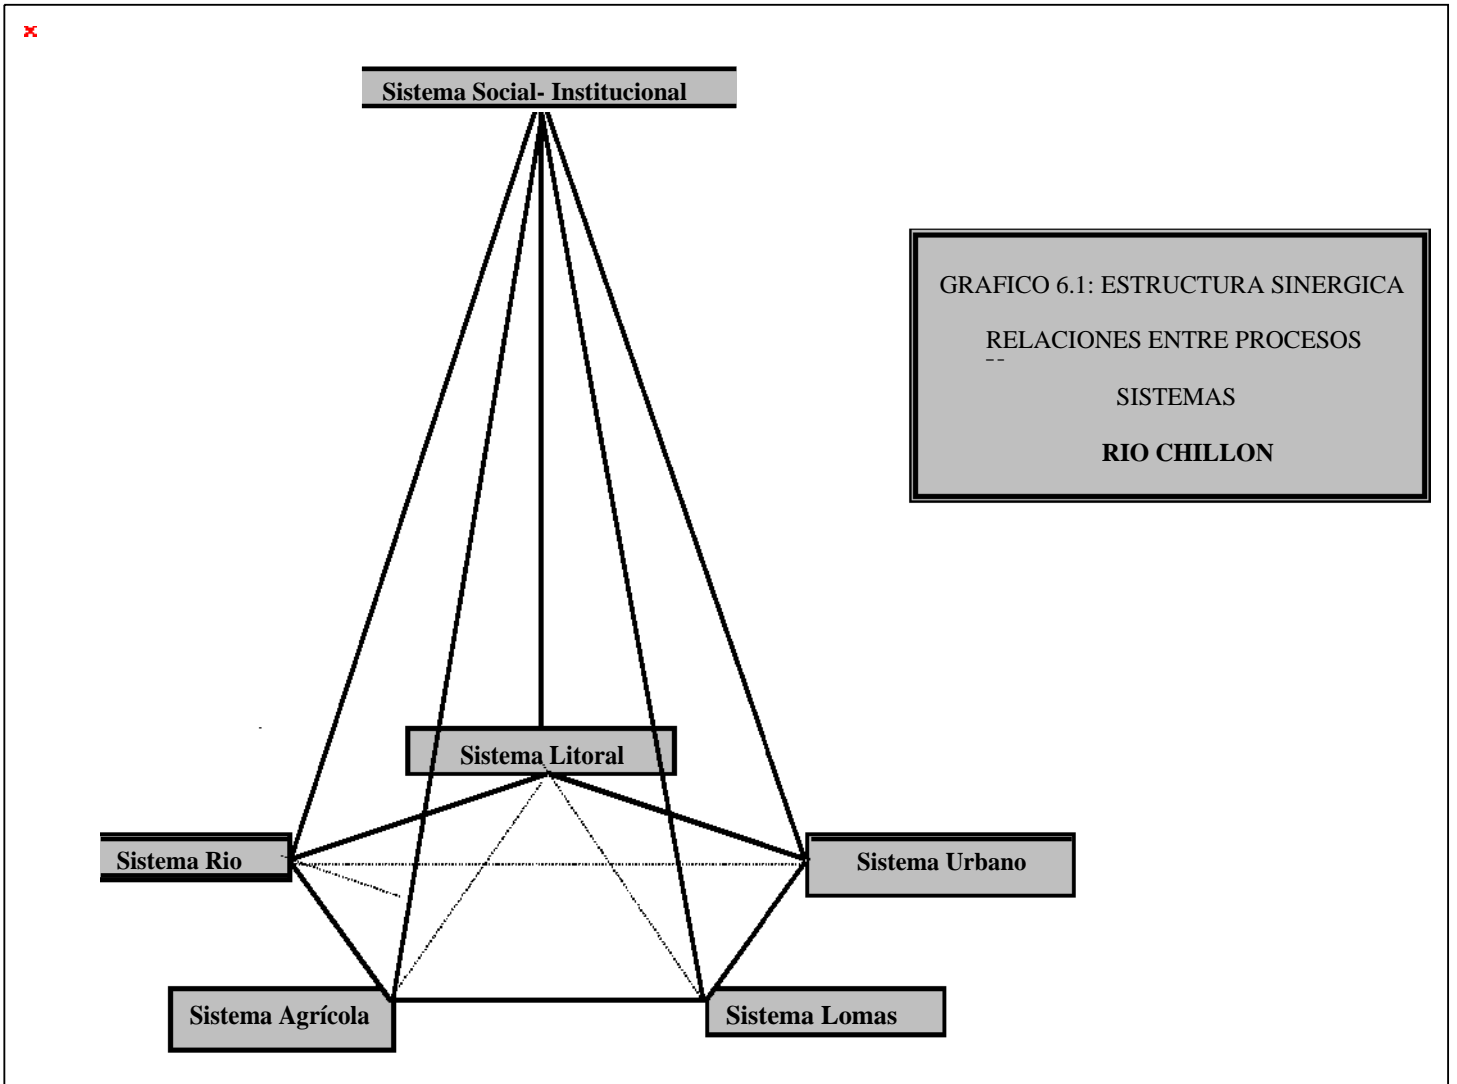 Sistema Social- Institucional
GRAFICO 6.1: ESTRUCTURA SINERGICA
RELACIONES ENTRE PROCESOS
SISTEMAS
RIO CHILLON
Sistema Litoral
Sistema Rio
Sistema Urbano
Sistema Agrícola
Sistema Lomas